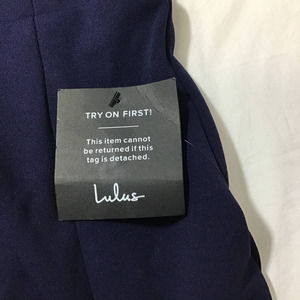 TRY ON FIRST!
This item cannot
be returned if this
tag is detached.
Lulus